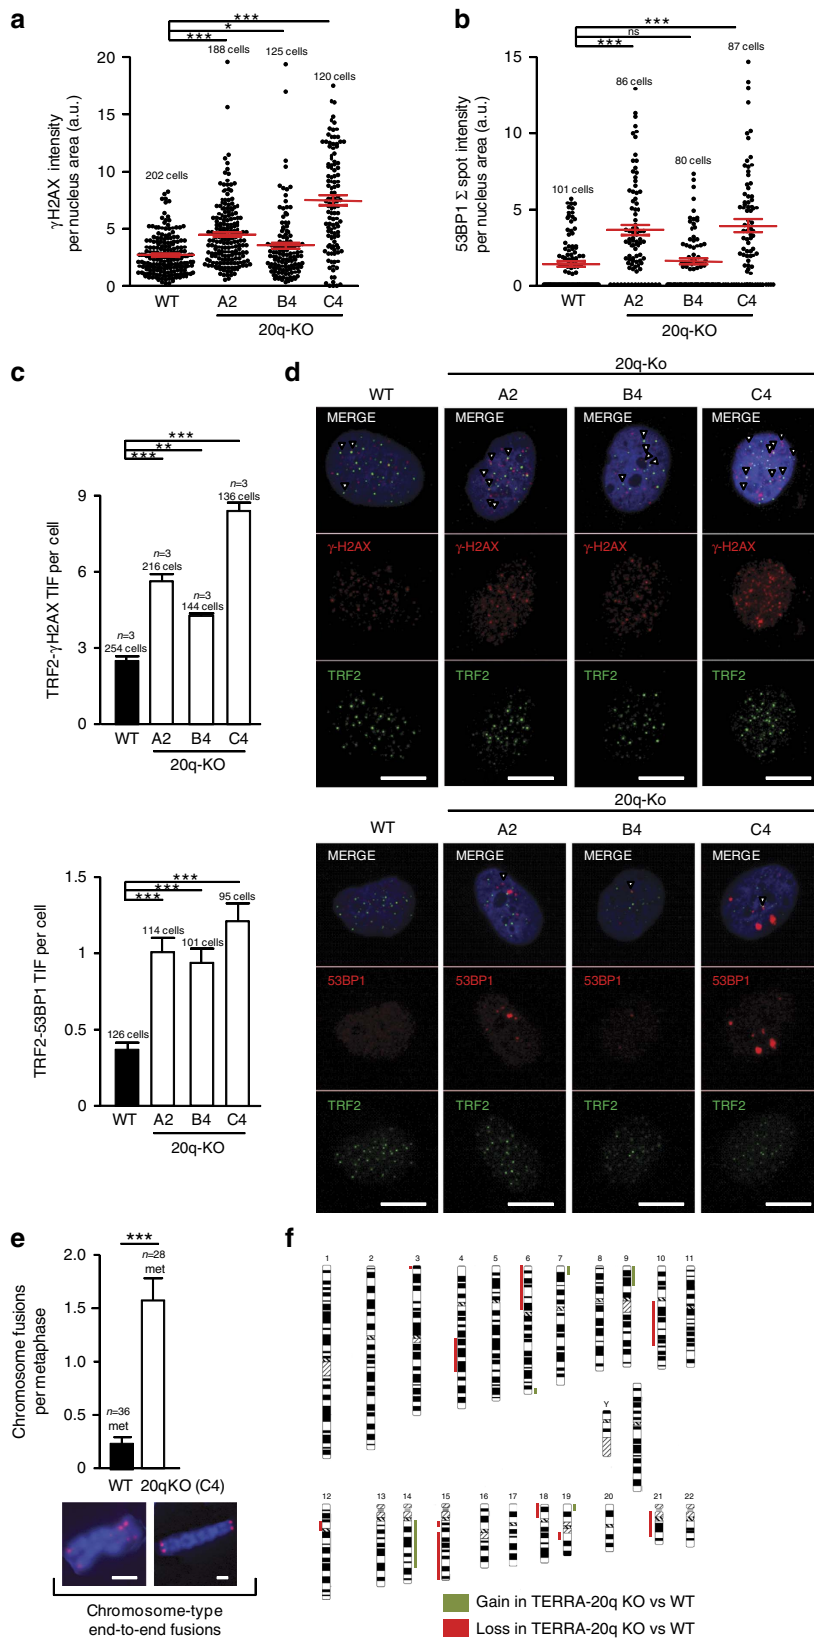 a
***
*
***
188 cells
125 cells
120 cells
202 cells
γH2AX intensity
per nucleus area (a.u.)
20
15
10
5
0
WT
A2
B4
C4
20q-KO
b
***
ns
***
87 cells
86 cells
80 cells
101 cells
53BP1 Σ spot intensity
per nucleus area (a.u.)
15
10
5
0
WT
A2
B4
C4
20q-KO
c
***
**
***
n=3
136 cells
n=3
216 cels
n=3
144 cells
n=3
254 cells
TRF2-γH2AX TIF per cell
9
6
3
0
WT
A2
B4
C4
20q-KO
***
***
***
95 cells
114 cells
101 cells
126 cells
TRF2-53BP1 TIF per cell
1.5
1
0.5
0
WT
A2
B4
C4
20q-KO
d
20q-Ko
WT
A2
B4
C4
MERGE
MERGE
MERGE
MERGE
γ-H2AX
γ-H2AX
γ-H2AX
γ-H2AX
TRF2
TRF2
TRF2
TRF2
20q-Ko
WT
A2
B4
C4
MERGE
MERGE
MERGE
MERGE
53BP1
53BP1
53BP1
53BP1
TRF2
TRF2
TRF2
TRF2
e
***
n=28
met
n=36
met
Chromosome fusions
per metaphase
2.0
1.5
1.0
0.5
0
WT
20qKO (C4)
Chromosome-type
end-to-end fusions
f
1
2
3
4
5
6
7
8
9
10
11
Y
12
13
14
15
16
17
18
19
20
21
22
Gain in TERRA-20q KO vs WT
Loss in TERRA-20q KO vs WT